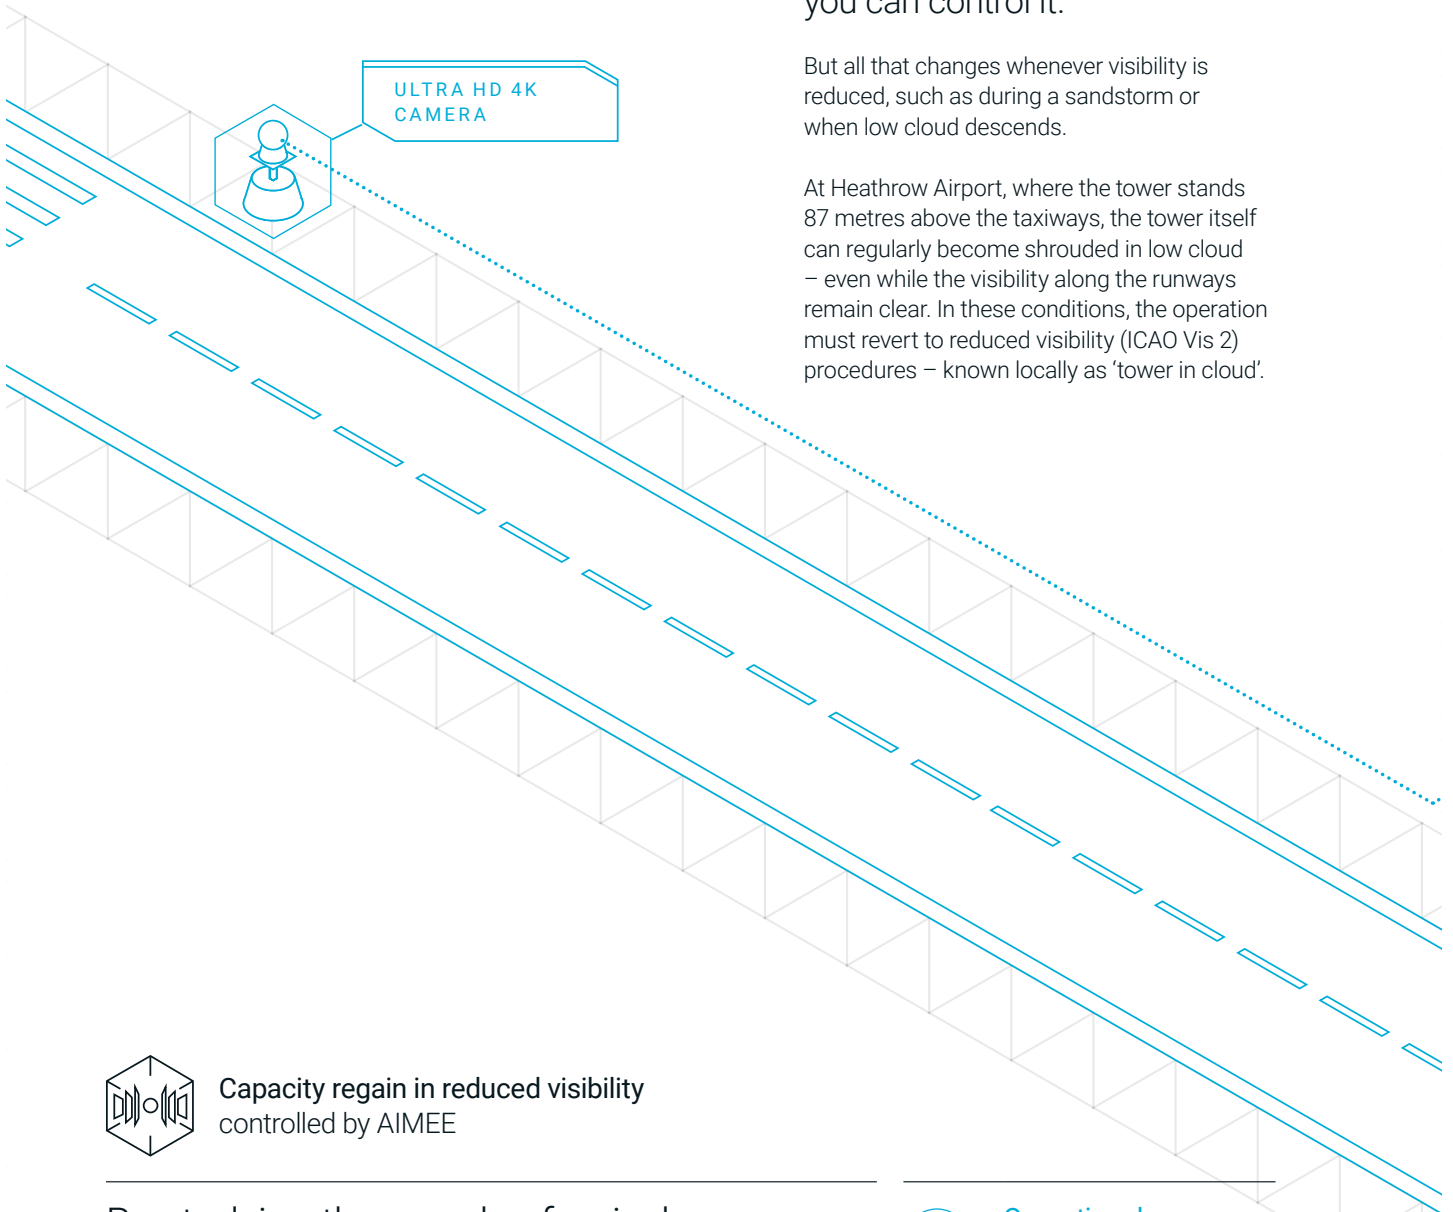 you can control it.
But all that changes whenever visibility is
reduced, such as during a sandstorm or
when low cloud descends.
At Heathrow Airport, where the tower stands
87 metres above the taxiways, the tower itself
can regularly become shrouded in low cloud
– even while the visibility along the runways
remain clear. In these conditions, the operation
must revert to reduced visibility (ICAO Vis 2)
procedures – known locally as ‘tower in cloud’.
ULTRA HD 4K
CAMERA
Capacity regain in reduced visibility
controlled by AIMEE